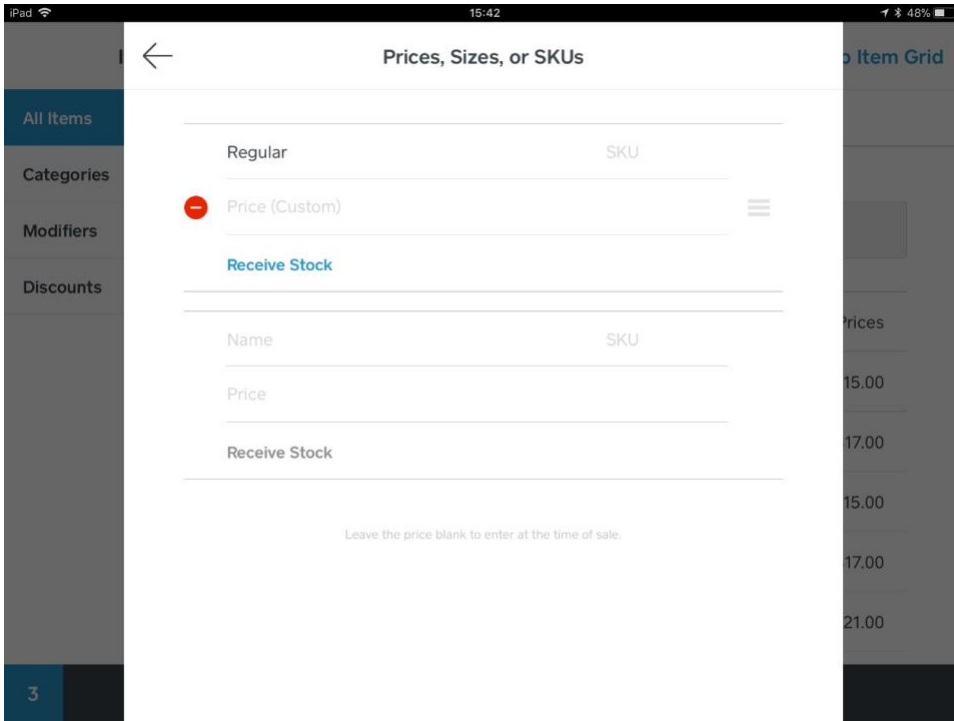 iPad 15:42 48%
Prices, Sizes, or SKUs
Item Grid
All Items
Categories
Modifiers
Discounts
Regular SKU
Price (Custom)
Receive Stock
Name SKU
Price
Receive Stock
Leave the price blank to enter at the time of sale.
Prices
15.00
17.00
15.00
17.00
21.00
3